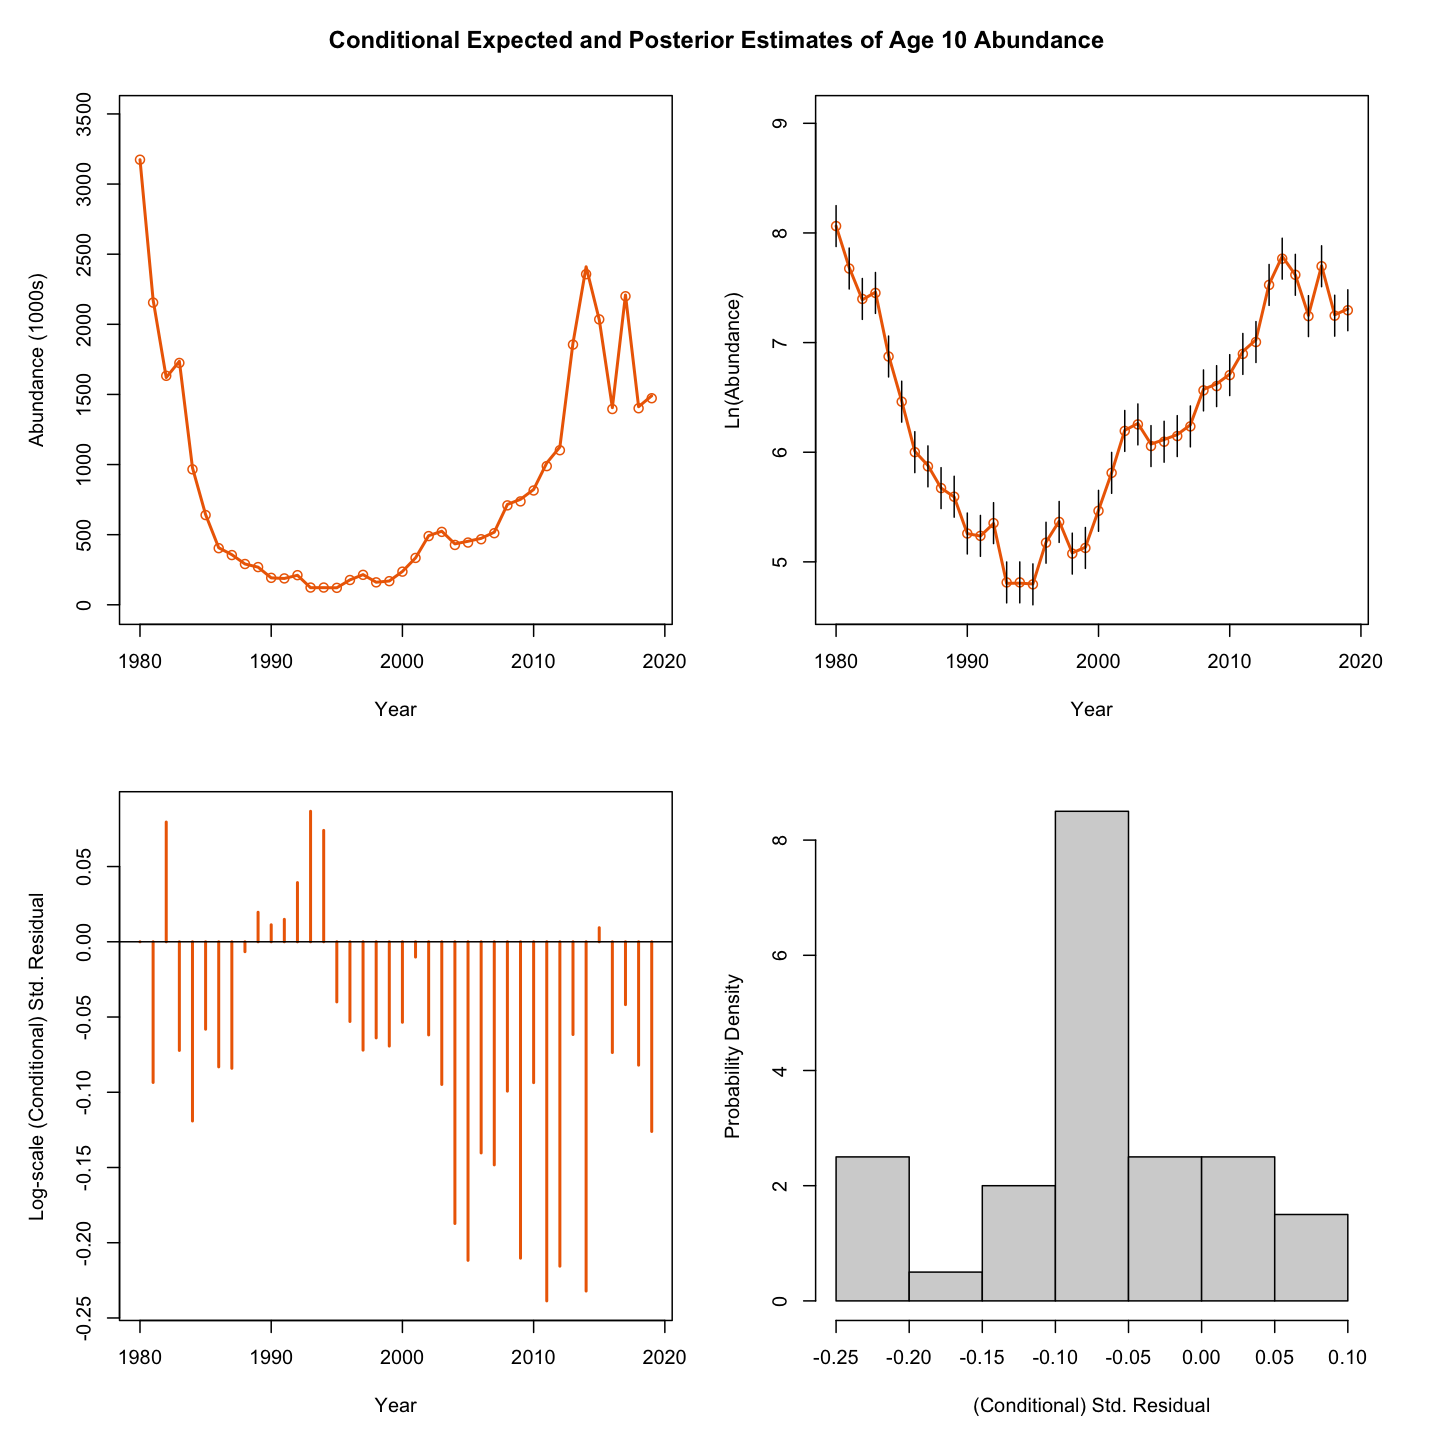 Conditional Expected and Posterior Estimates of Age 10 Abundance
Abundance (1000s)
3500
3000
2500
2000
1500
1000
500
0
1980 1990 2000 2010 2020
Year
Ln(Abundance)
9
8
7
6
5
1980 1990 2000 2010 2020
Year
Log-scale (Conditional) Std. Residual
0.05
0.00
-0.05
-0.10
-0.15
-0.20
-0.25
1980 1990 2000 2010 2020
Year
Probability Density
8
6
4
2
0
-0.25 -0.20 -0.15 -0.10 -0.05 0.00 0.05 0.10
(Conditional) Std. Residual